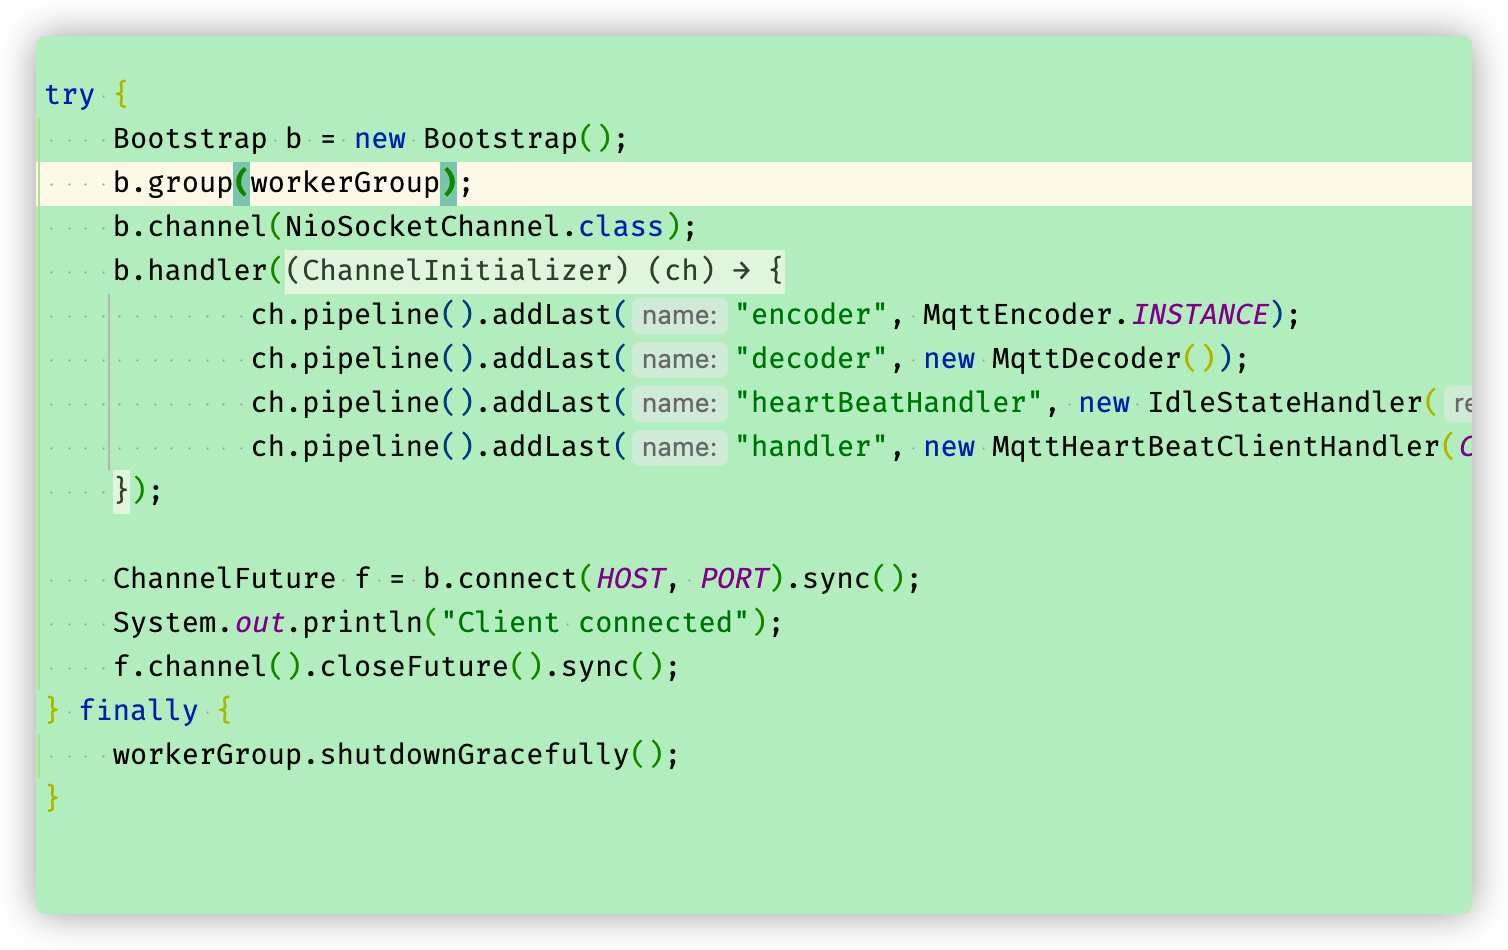 try {
    Bootstrap b = new Bootstrap();
    b.group(workerGroup);
    b.channel(NioSocketChannel.class);
    b.handler((ChannelInitializer) (ch) → {
            ch.pipeline().addLast( name: "encoder", MqttEncoder.INSTANCE);
            ch.pipeline().addLast( name: "decoder", new MqttDecoder());
            ch.pipeline().addLast( name: "heartBeatHandler", new IdleStateHandler(
            ch.pipeline().addLast( name: "handler", new MqttHeartBeatClientHandler(
    });
    ChannelFuture f = b.connect(HOST, PORT).sync();
    System.out.println("Client connected");
    f.channel().closeFuture().sync();
} finally {
    workerGroup.shutdownGracefully();
}